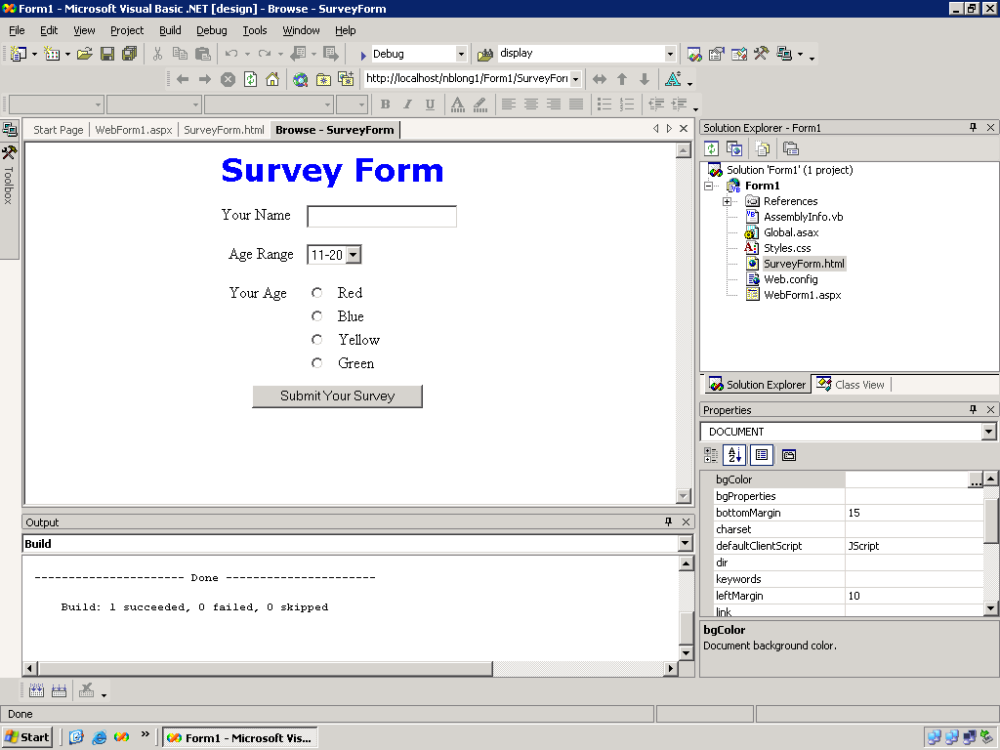 Form1 - Microsoft Visual Basic .NET [design] - Browse - SurveyForm
File Edit View Project Build Debug Tools Window Help
Debug display
http://localhost/nblong1/Form1/SurveyFor
B I U
Start Page WebForm1.aspx SurveyForm.html Browse - SurveyForm
Toolbox
Survey Form
Your Name
Age Range 11-20
Your Age Red
Blue
Yellow
Green
Submit Your Survey
Solution Explorer - Form1
Solution 'Form1' (1 project)
Form1
References
AssemblyInfo.vb
Global.asax
Styles.css
SurveyForm.html
Web.config
WebForm1.aspx
Solution Explorer Class View
Properties
DOCUMENT
bgColor ...
bgProperties
bottomMargin 15
charset
defaultClientScript JScript
dir
keywords
leftMargin 10
link
bgColor
Document background color.
Output
Build
---------------------- Done ----------------------
Build: 1 succeeded, 0 failed, 0 skipped
Done
Start » Form1 - Microsoft Vis...